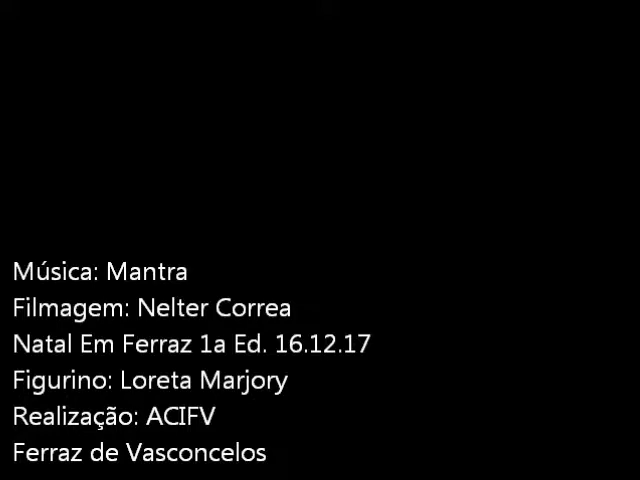 Música: Mantra
Filmagem: Nelter Correa
Natal Em Ferraz 1a Ed. 16.12.17
Figurino: Loreta Marjory
Realização: ACIFV
Ferraz de Vasconcelos